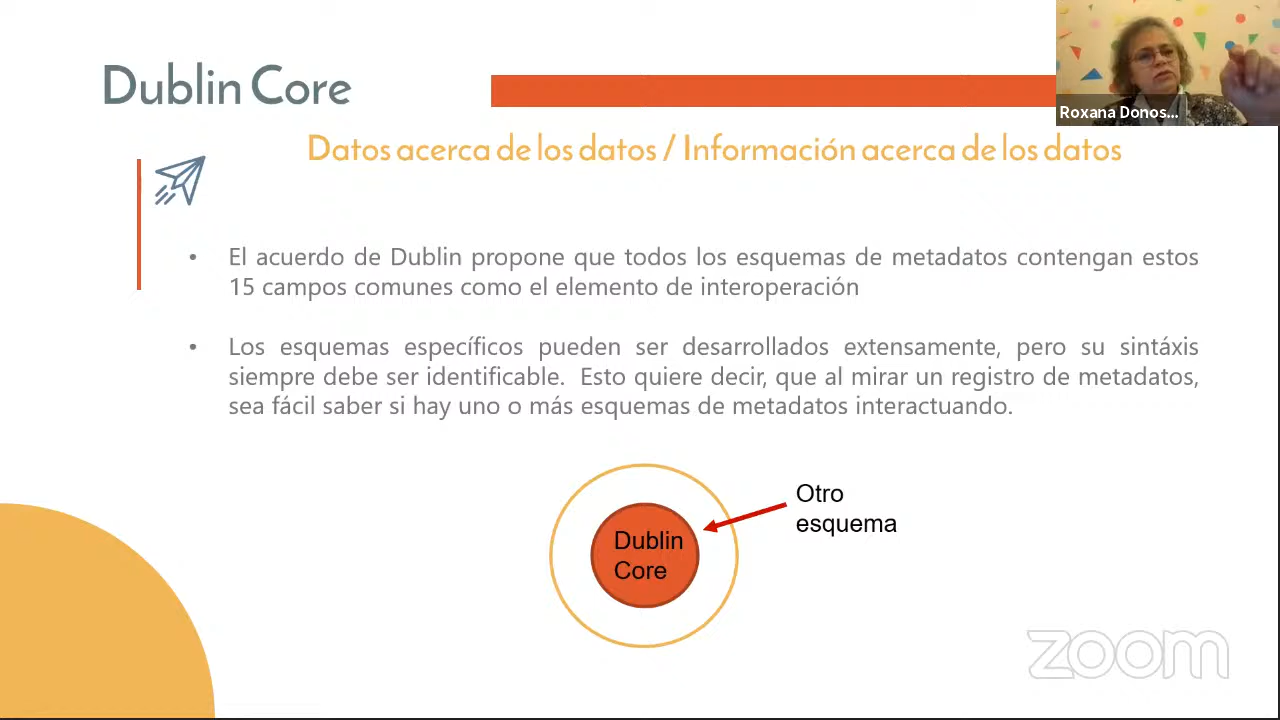 Dublin Core
Roxana Donos...
Datos acerca de los datos / Información acerca de los datos
• El acuerdo de Dublin propone que todos los esquemas de metadatos contengan estos
15 campos comunes como el elemento de interoperación
• Los esquemas específicos pueden ser desarrollados extensamente, pero su sintáxis
siempre debe ser identificable. Esto quiere decir, que al mirar un registro de metadatos,
sea fácil saber si hay uno o más esquemas de metadatos interactuando.
Otro
esquema
Dublin
Core
zoom